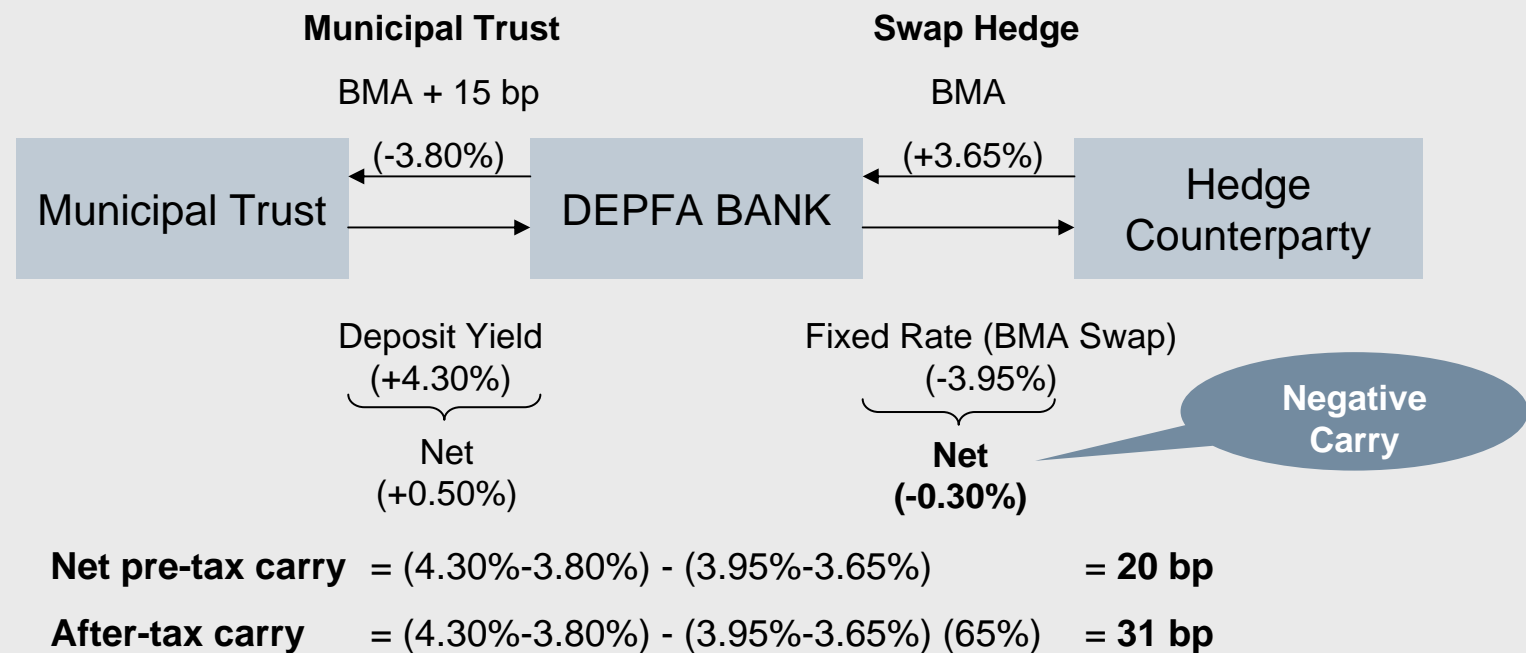 Municipal Trust
Swap Hedge
BMA + 15 bp
BMA
(-3.80%)
(+3.65%)
Municipal Trust
DEPFA BANK
Hedge
Counterparty
Deposit Yield
(+4.30%)
Fixed Rate (BMA Swap)
(-3.95%)
Negative
Carry
Net
(+0.50%)
Net
(-0.30%)
Net pre-tax carry = (4.30%-3.80%) - (3.95%-3.65%) = 20 bp
After-tax carry = (4.30%-3.80%) - (3.95%-3.65%) (65%) = 31 bp